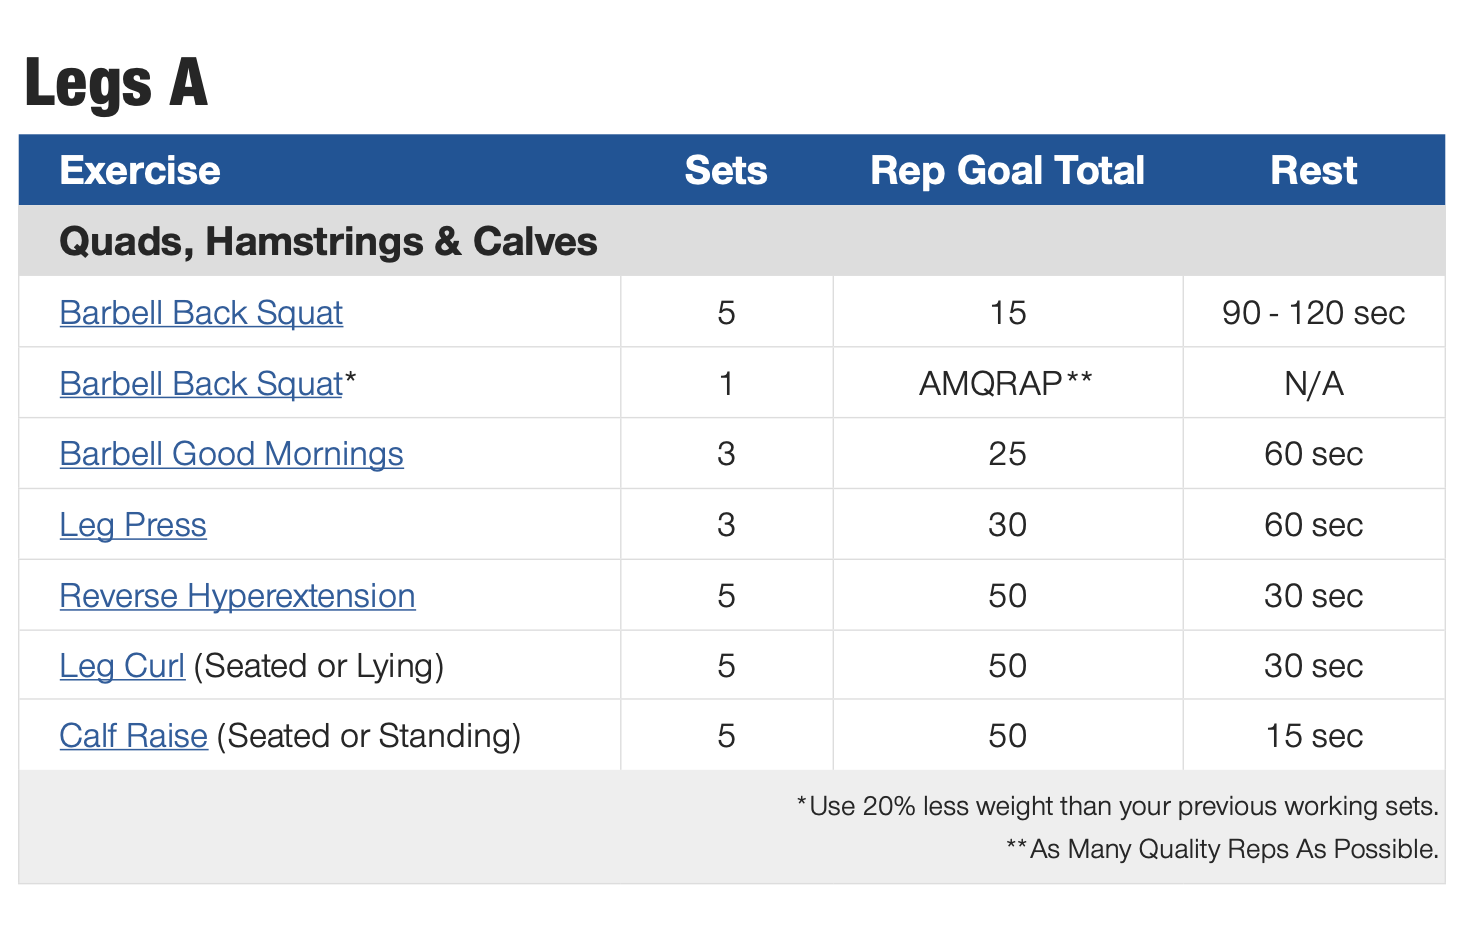 Legs A
Exercise Sets Rep Goal Total Rest
Quads, Hamstrings & Calves
Barbell Back Squat 5 15 90 - 120 sec
Barbell Back Squat* 1 AMQRAP** N/A
Barbell Good Mornings 3 25 60 sec
Leg Press 3 30 60 sec
Reverse Hyperextension 5 50 30 sec
Leg Curl (Seated or Lying) 5 50 30 sec
Calf Raise (Seated or Standing) 5 50 15 sec
*Use 20% less weight than your previous working sets.
**As Many Quality Reps As Possible.